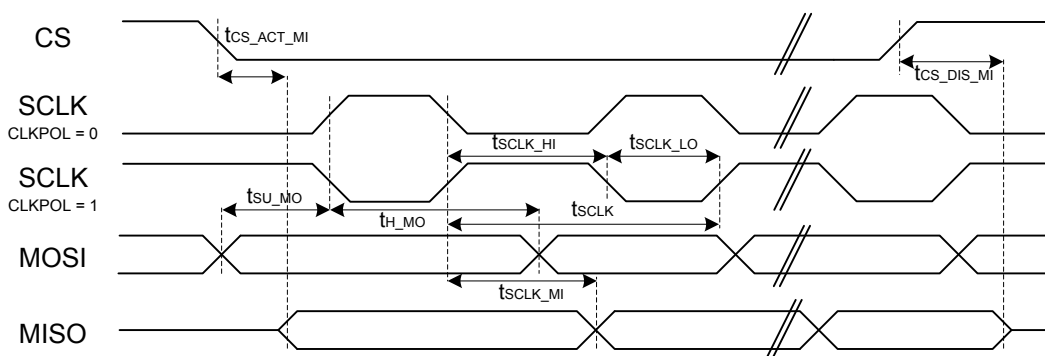 CS
tCS_ACT_MI
tCS_DIS_MI
SCLK
CLKPOL = 0
tSCLK_HI
tSCLK_LO
SCLK
CLKPOL = 1
tSU_MO
tH_MO
tSCLK
MOSI
tSCLK_MI
MISO